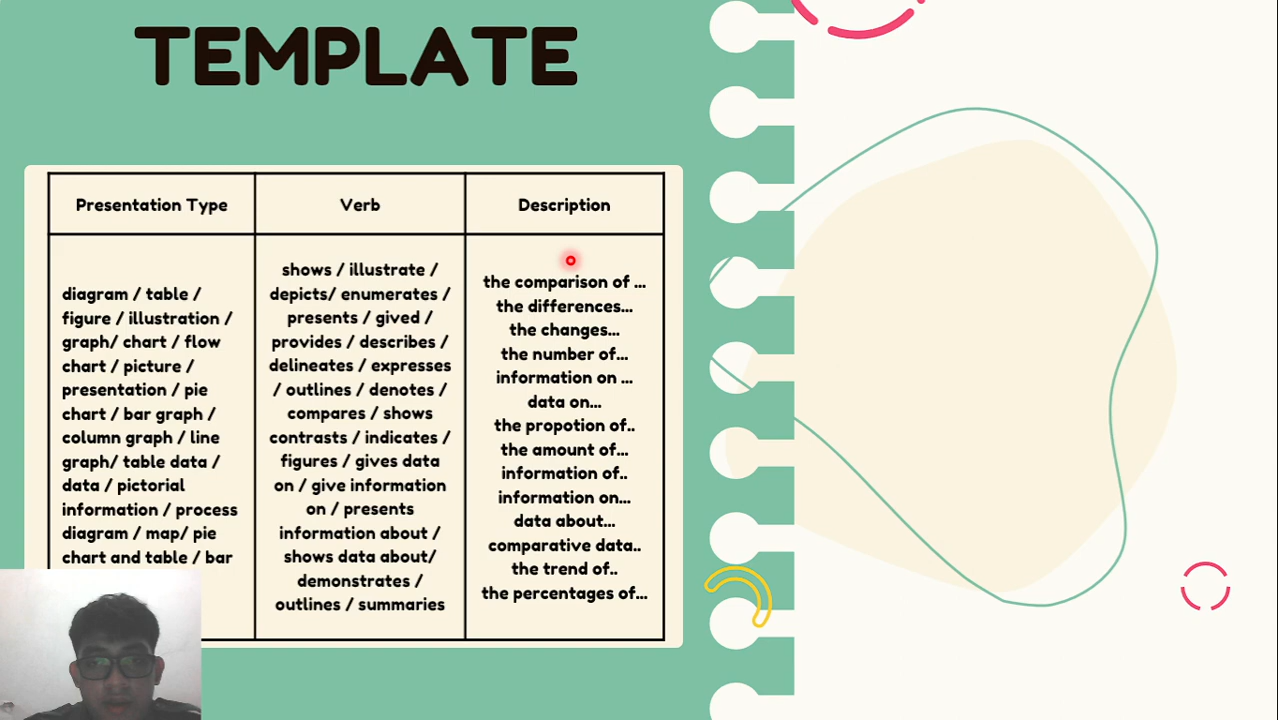 TEMPLATE
Presentation Type
Verb
Description
diagram / table /
figure / illustration /
graph/ chart / flow
chart / picture /
presentation / pie
chart / bar graph /
column graph / line
graph/ table data /
data / pictorial
information / process
diagram / map/ pie
chart and table / bar
shows / illustrate /
depicts/ enumerates /
presents / gived /
provides / describes /
delineates / expresses
/ outlines / denotes /
compares / shows
contrasts / indicates /
figures / gives data
on / give information
on / presents
information about /
shows data about/
demonstrates /
outlines / summaries
the comparison of ...
the differences...
the changes...
the number of...
information on ...
data on...
the propotion of..
the amount of...
information of..
information on...
data about...
comparative data..
the trend of..
the percentages of...